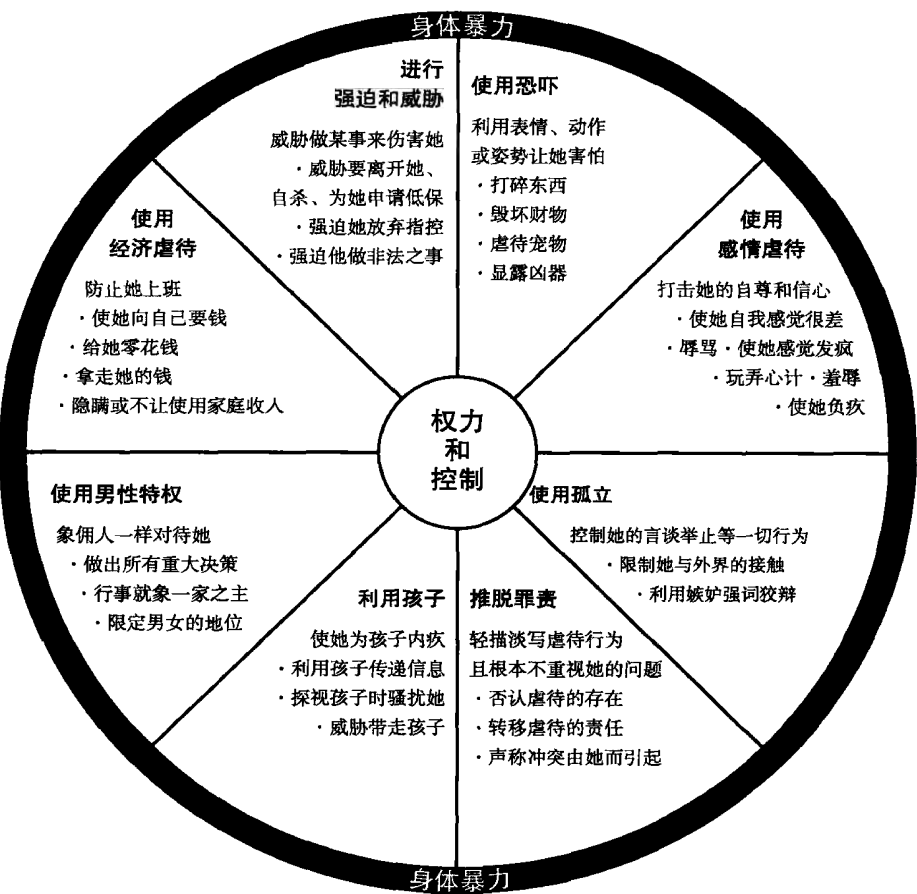 身体暴力
进行
强迫和威胁
威胁做某事来伤害她
·威胁要离开她、
自杀、为她申请低保
·强迫她放弃指控
·强迫他做非法之事
使用恐吓
利用表情、动作
或姿势让她害怕
·打碎东西
·毁坏财物
·虐待宠物
·显露凶器
使用
经济虐待
防止她上班
·使她向自己要钱
·给她零花钱
·拿走她的钱
·隐瞒或不让使用家庭收人
使用
感情虐待
打击她的自尊和信心
·使她自我感觉很差
·辱骂·使她感觉发疯
·玩弄心计·羞辱
·使她负疚
权力
和
控制
使用男性特权
象佣人一样对待她
·做出所有重大决策
·行事就象一家之主
·限定男女的地位
使用孤立
控制她的言谈举止等一切行为
·限制她与外界的接触
·利用嫉妒强词狡辩
利用孩子
使她为孩子内疚
·利用孩子传递信息
·探视孩子时骚扰她
·威胁带走孩子
推脱罪责
轻描淡写虐待行为
且根本不重视她的问题
·否认虐待的存在
·转移虐待的责任
·声称冲突由她而引起
身体暴力